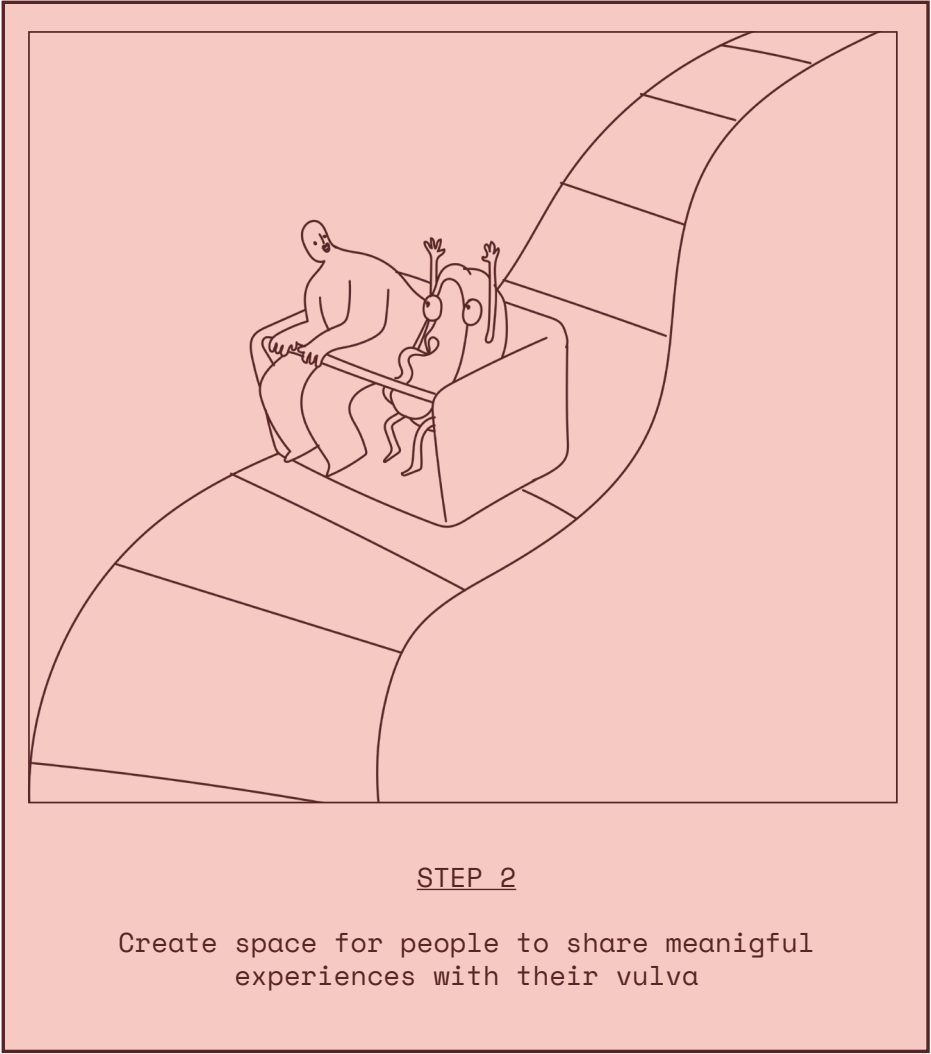 STEP 2
Create space for people to share meanigful
experiences with their vulva